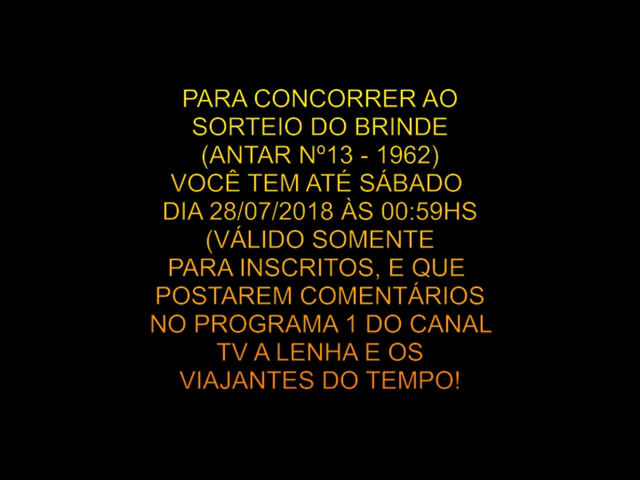 PARA CONCORRER AO
SORTEIO DO BRINDE
(ANTAR Nº13 - 1962)
VOCÊ TEM ATÉ SÁBADO
DIA 28/07/2018 ÀS 00:59HS
(VÁLIDO SOMENTE
PARA INSCRITOS, E QUE
POSTAREM COMENTÁRIOS
NO PROGRAMA 1 DO CANAL
TV A LENHA E OS
VIAJANTES DO TEMPO!